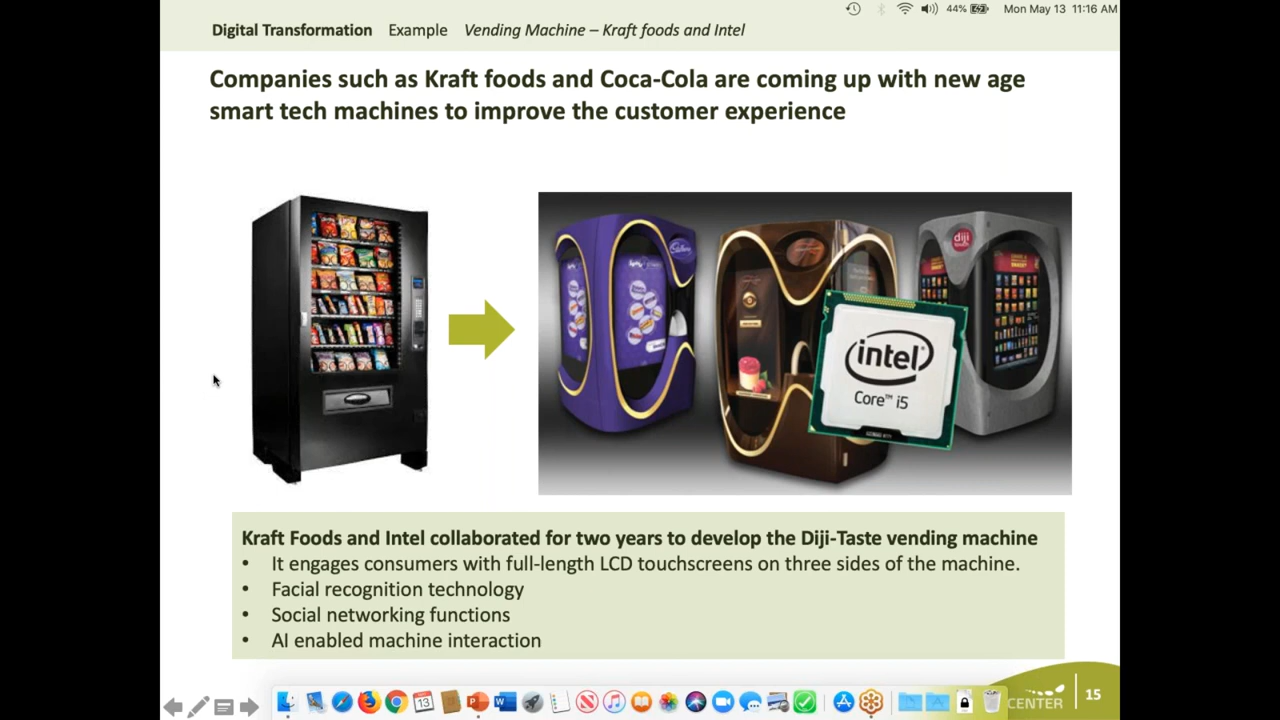 44% Mon May 13 11:16 AM
Digital Transformation Example Vending Machine – Kraft foods and Intel
Companies such as Kraft foods and Coca-Cola are coming up with new age
smart tech machines to improve the customer experience
Cadbury
diji
touch
intel
Core™ i5
Kraft Foods and Intel collaborated for two years to develop the Diji-Taste vending machine
• It engages consumers with full-length LCD touchscreens on three sides of the machine.
• Facial recognition technology
• Social networking functions
• AI enabled machine interaction
13
CENTER
15